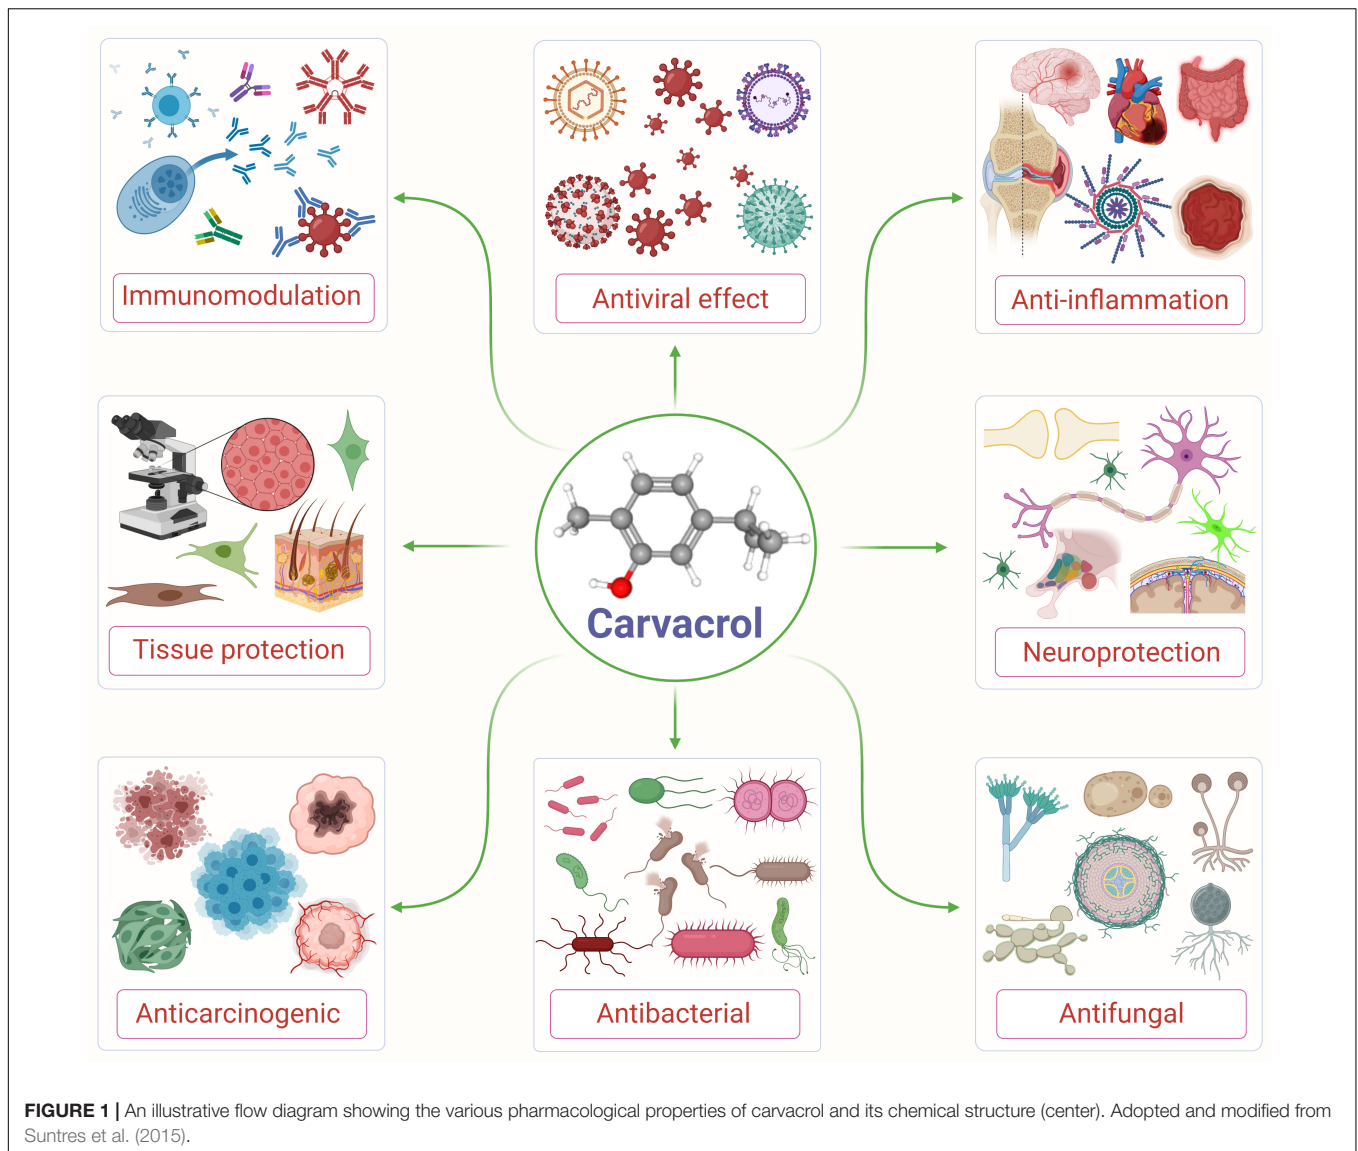 Immunomodulation
Antiviral effect
Anti-inflammation
Tissue protection
Carvacrol
Neuroprotection
Anticarcinogenic
Antibacterial
Antifungal
FIGURE 1 | An illustrative flow diagram showing the various pharmacological properties of carvacrol and its chemical structure (center). Adopted and modified from
Suntres et al. (2015).